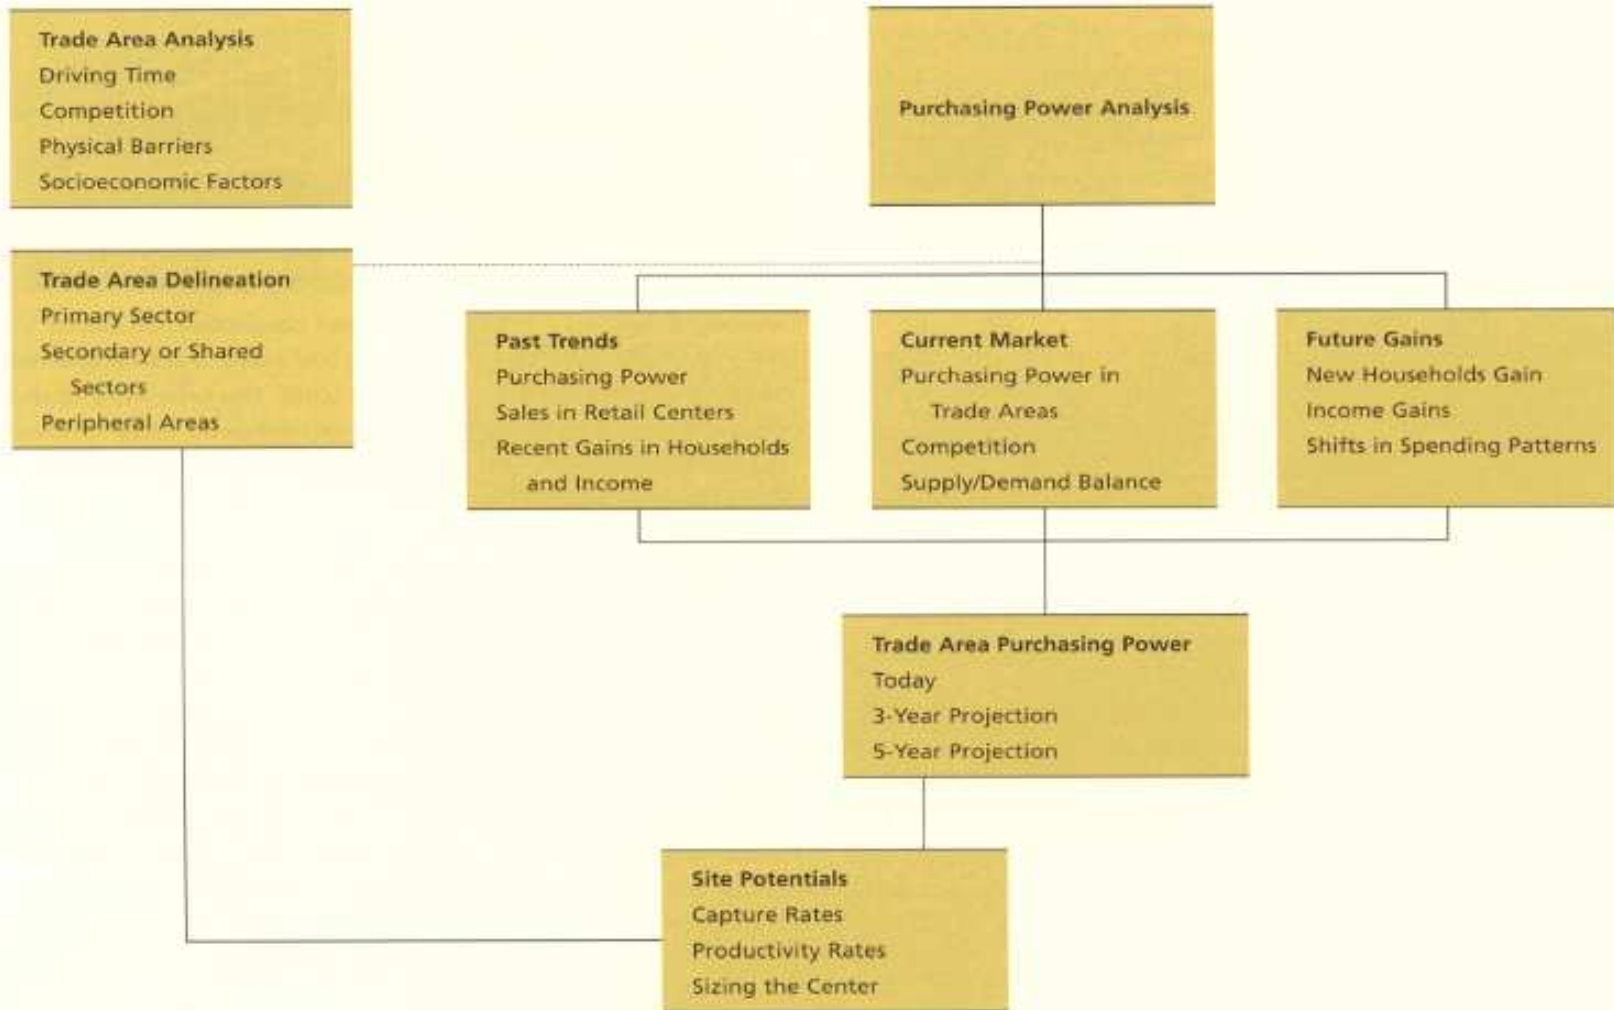 Trade Area Analysis
Driving Time
Competition
Physical Barriers
Socioeconomic Factors
Purchasing Power Analysis
Trade Area Delineation
Primary Sector
Secondary or Shared
Sectors
Peripheral Areas
Past Trends
Purchasing Power
Sales in Retail Centers
Recent Gains in Households
and Income
Current Market
Purchasing Power in
Trade Areas
Competition
Supply/Demand Balance
Future Gains
New Households Gain
Income Gains
Shifts in Spending Patterns
Trade Area Purchasing Power
Today
3-Year Projection
5-Year Projection
Site Potentials
Capture Rates
Productivity Rates
Sizing the Center